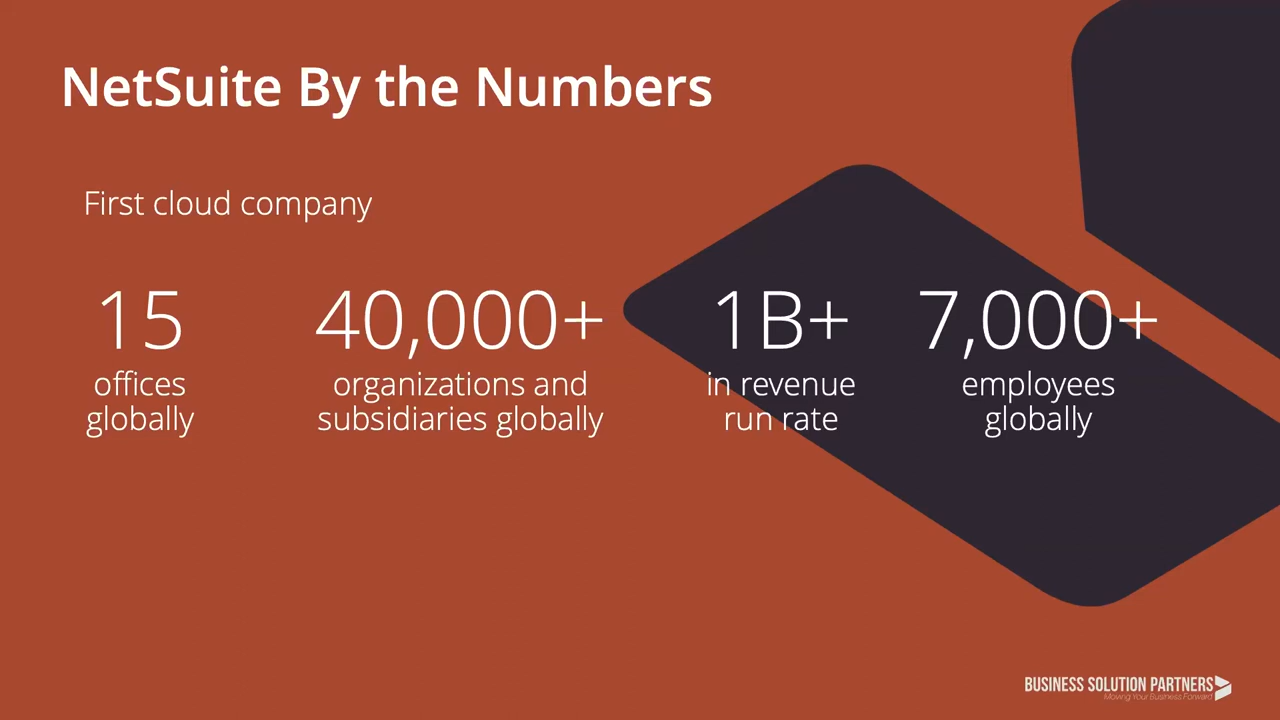 NetSuite By the Numbers
First cloud company
15
offices
globally
40,000+
organizations and
subsidiaries globally
1B+
in revenue
run rate
7,000+
employees
globally
BUSINESS SOLUTION PARTNERS
Moving Your Business Forward